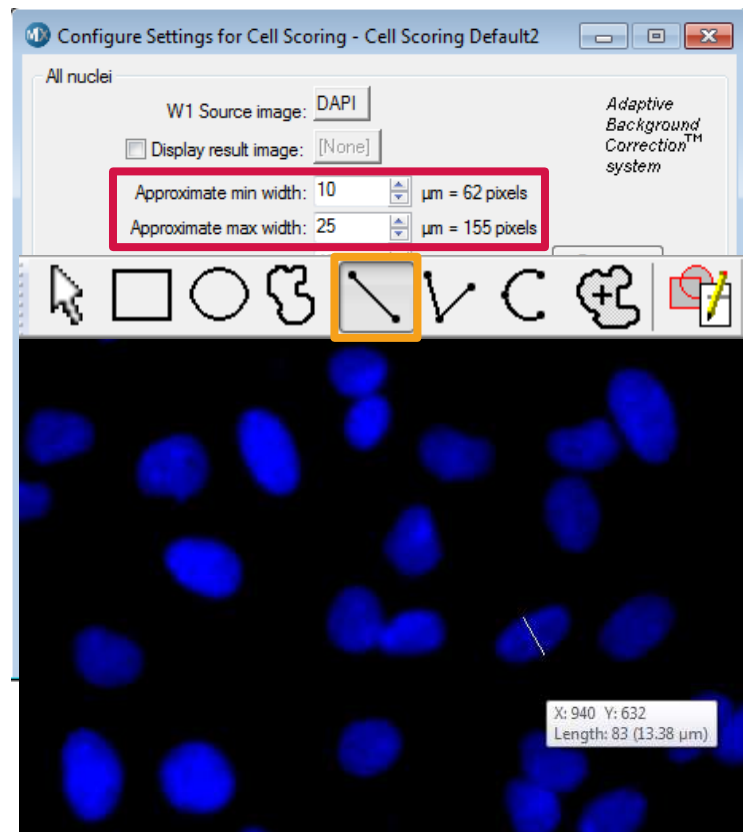 MX Configure Settings for Cell Scoring - Cell Scoring Default2
All nuclei
W1 Source image: DAPI
Display result image: [None]
Adaptive
Background
Correction™
system
Approximate min width: 10 µm = 62 pixels
Approximate max width: 25 µm = 155 pixels
X: 940 Y: 632
Length: 83 (13.38 µm)